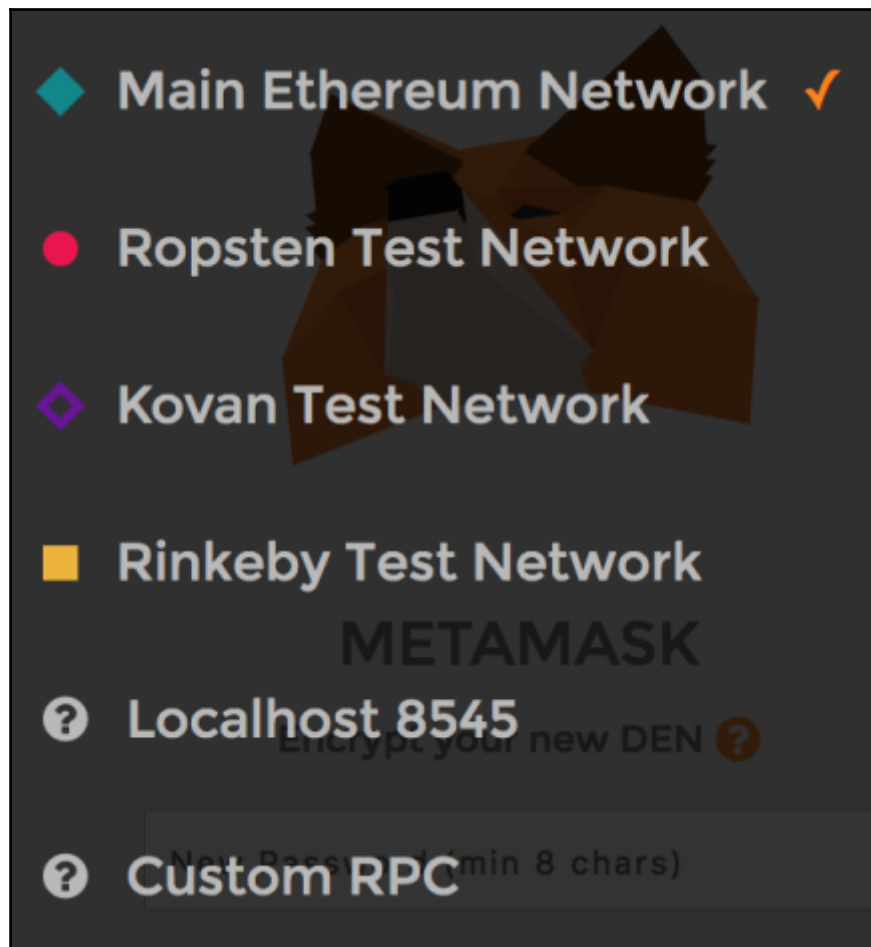 Main Ethereum Network
Ropsten Test Network
Kovan Test Network
Rinkeby Test Network
METAMASK
Localhost 8545
Encrypt your new DEN
New Password (min 8 chars)
Custom RPC